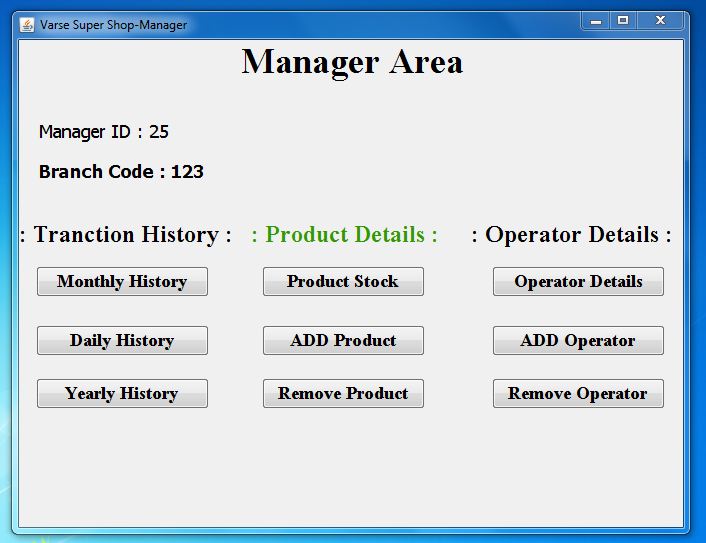 Varse Super Shop-Manager
Manager Area
Manager ID : 25
Branch Code : 123
: Tranction History : : Product Details : : Operator Details :
Monthly History Product Stock Operator Details
Daily History ADD Product ADD Operator
Yearly History Remove Product Remove Operator